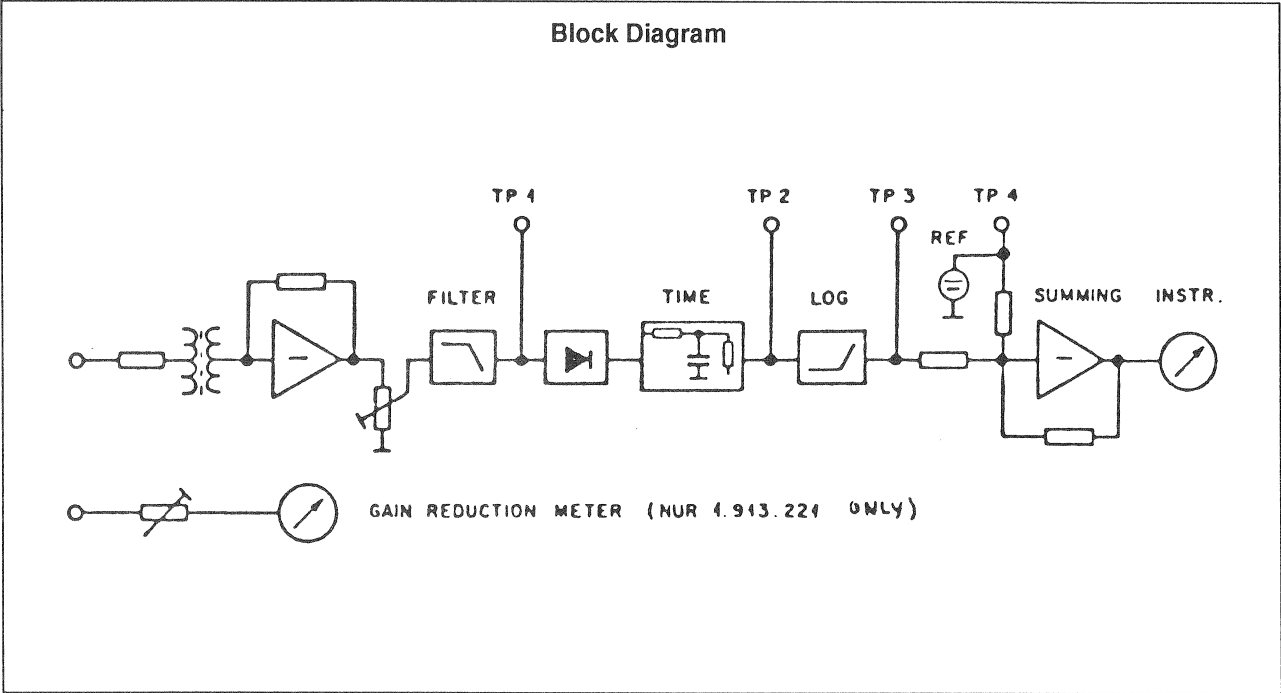 Block Diagram
TP 1
TP 2
TP 3
TP 4
REF
FILTER
TIME
LOG
SUMMING
INSTR.
GAIN REDUCTION METER (NUR 1.913.221 ONLY)